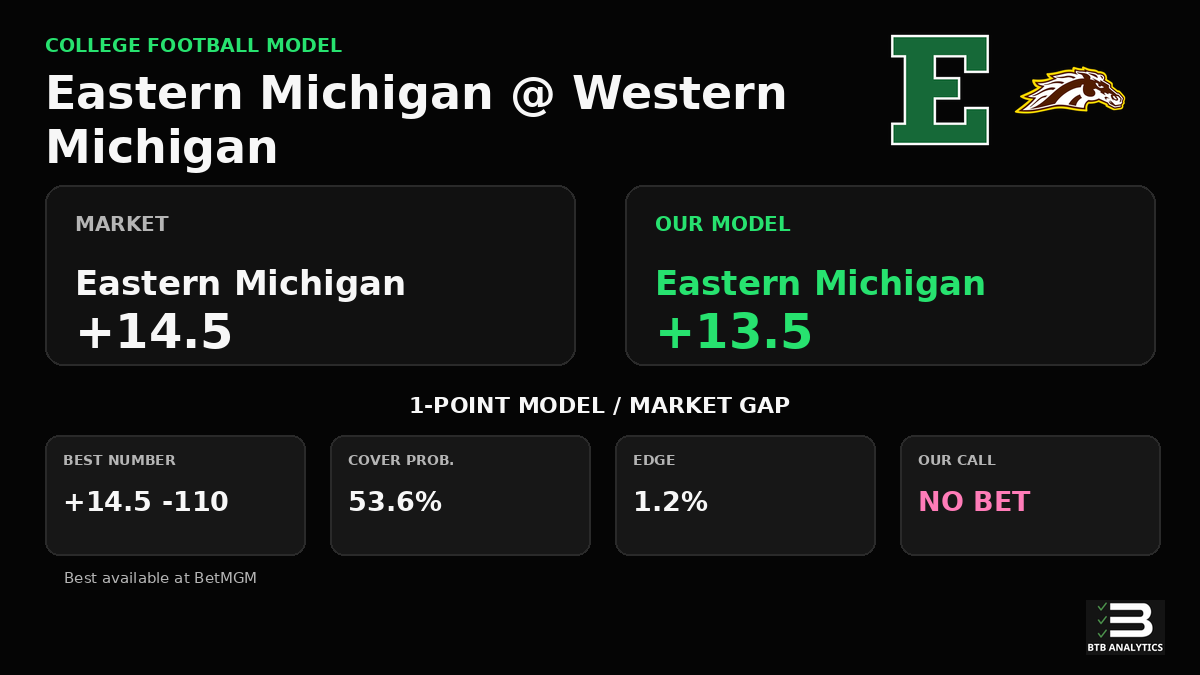 COLLEGE FOOTBALL MODEL
Eastern Michigan @ Western
Michigan
E
MARKET
Eastern Michigan
+14.5
OUR MODEL
Eastern Michigan
+13.5
1-POINT MODEL / MARKET GAP
BEST NUMBER
+14.5 -110
COVER PROB.
53.6%
EDGE
1.2%
OUR CALL
NO BET
Best available at BetMGM
B
BTB ANALYTICS